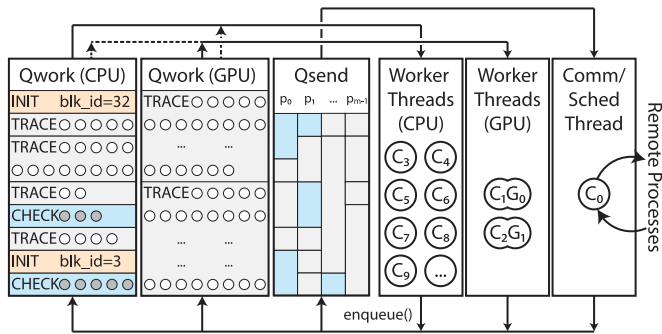 Qwork (CPU)
INIT blk_id=32
TRACE
TRACE
TRACE
CHECK
TRACE
INIT blk_id=3
CHECK
Qwork (GPU)
TRACE
... ...
... ...
TRACE
... ...
... ...
Qsend
p0 p1 ... pm-1
Worker
Threads
(CPU)
C3 C4
C5 C6
C7 C8
C9 ...
Worker
Threads
(GPU)
C1G0
C2G1
Comm/
Sched
Thread
C0
Remote Processes
enqueue()